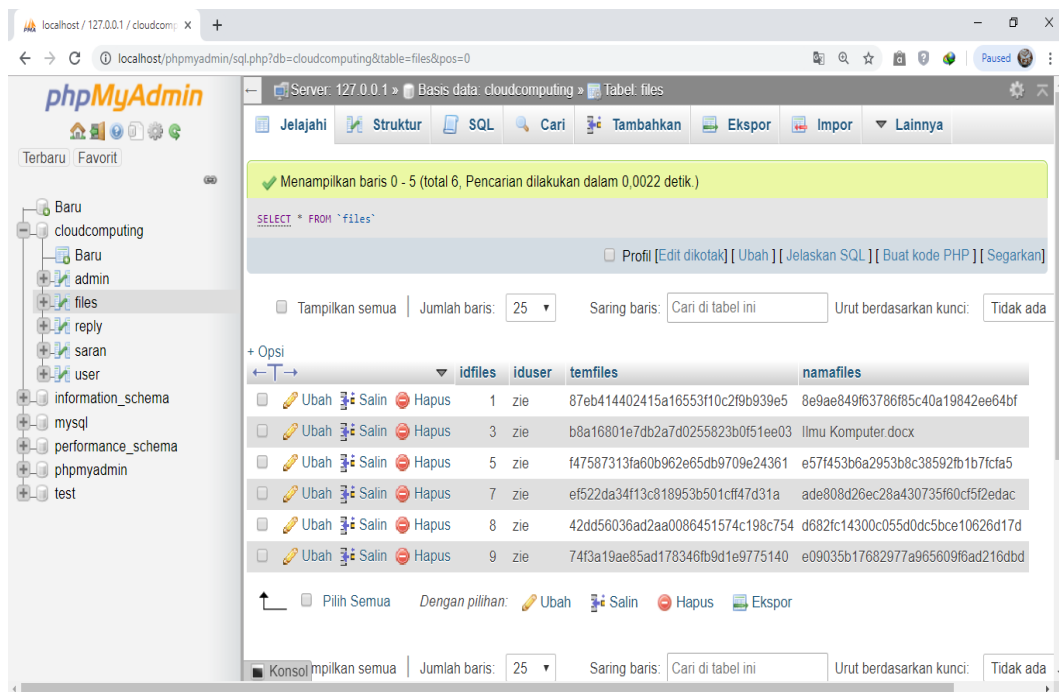 localhost / 127.0.0.1 / cloudcomp
localhost/phpmyadmin/sql.php?db=cloudcomputing&table=files&pos=0
Paused
phpMyAdmin
Terbaru Favorit
Baru
cloudcomputing
Baru
admin
files
reply
saran
user
information_schema
mysql
performance_schema
phpmyadmin
test
Server: 127.0.0.1 » Basis data: cloudcomputing » Tabel: files
Jelajahi Struktur SQL Cari Tambahkan Ekspor Impor Lainnya
Menampilkan baris 0 - 5 (total 6, Pencarian dilakukan dalam 0,0022 detik.)
SELECT * FROM `files`
Profil [Edit dikotak] [ Ubah ] [ Jelaskan SQL ] [ Buat kode PHP ] [ Segarkan]
Tampilkan semua | Jumlah baris: 25 Saring baris: Cari di tabel ini Urut berdasarkan kunci: Tidak ada
+ Opsi
←T→ idfiles iduser temfiles namafiles
Ubah Salin Hapus 1 zie 87eb414402415a16553f10c2f9b939e5 8e9ae849f63786f85c40a19842ee64bf
Ubah Salin Hapus 3 zie b8a16801e7db2a7d0255823b0f51ee03 Ilmu Komputer.docx
Ubah Salin Hapus 5 zie f47587313fa60b962e65db9709e24361 e57f453b6a2953b8c38592fb1b7fcfa5
Ubah Salin Hapus 7 zie ef522da34f13c818953b501cff47d31a ade808d26ec28a430735f60cf5f2edac
Ubah Salin Hapus 8 zie 42dd56036ad2aa0086451574c198c754 d682fc14300c055d0dc5bce10626d17d
Ubah Salin Hapus 9 zie 74f3a19ae85ad178346fb9d1e9775140 e09035b17682977a965609f6ad216dbd
Pilih Semua Dengan pilihan: Ubah Salin Hapus Ekspor
Konsol mpilkan semua | Jumlah baris: 25 Saring baris: Cari di tabel ini Urut berdasarkan kunci: Tidak ada